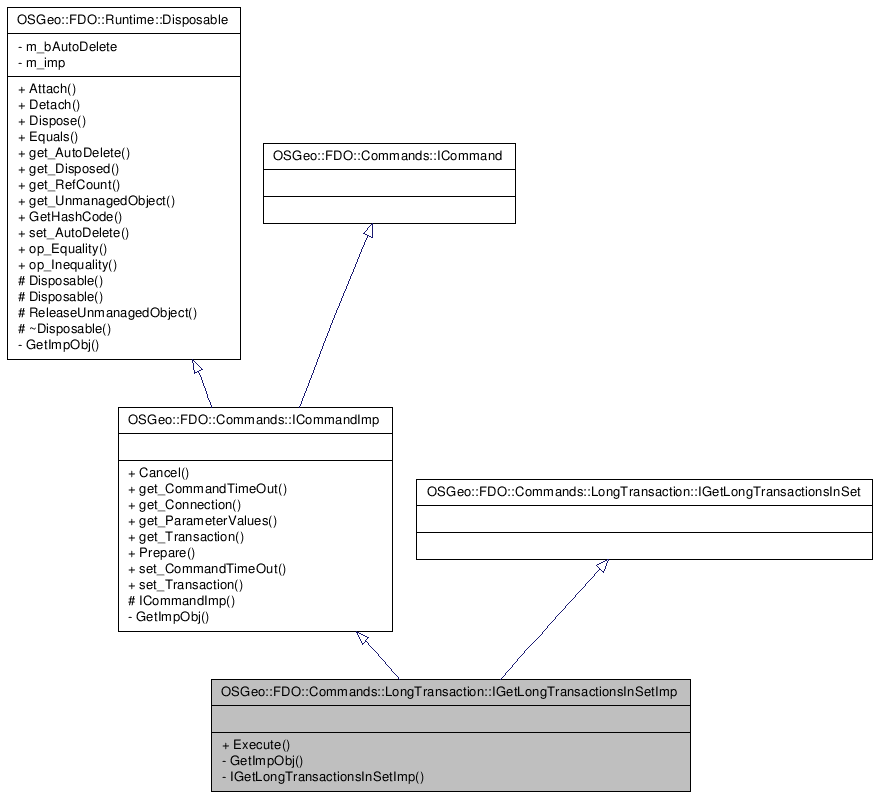 OSGeo::FDO::Runtime::Disposable
- m_bAutoDelete
- m_imp
+ Attach()
+ Detach()
+ Dispose()
+ Equals()
+ get_AutoDelete()
+ get_Disposed()
+ get_RefCount()
+ get_UnmanagedObject()
+ GetHashCode()
+ set_AutoDelete()
+ op_Equality()
+ op_Inequality()
# Disposable()
# Disposable()
# ReleaseUnmanagedObject()
# ~Disposable()
- GetImpObj()
OSGeo::FDO::Commands::ICommand
OSGeo::FDO::Commands::ICommandImp
+ Cancel()
+ get_CommandTimeOut()
+ get_Connection()
+ get_ParameterValues()
+ get_Transaction()
+ Prepare()
+ set_CommandTimeOut()
+ set_Transaction()
# ICommandImp()
- GetImpObj()
OSGeo::FDO::Commands::LongTransaction::IGetLongTransactionsInSet
OSGeo::FDO::Commands::LongTransaction::IGetLongTransactionsInSetImp
+ Execute()
- GetImpObj()
- IGetLongTransactionsInSetImp()